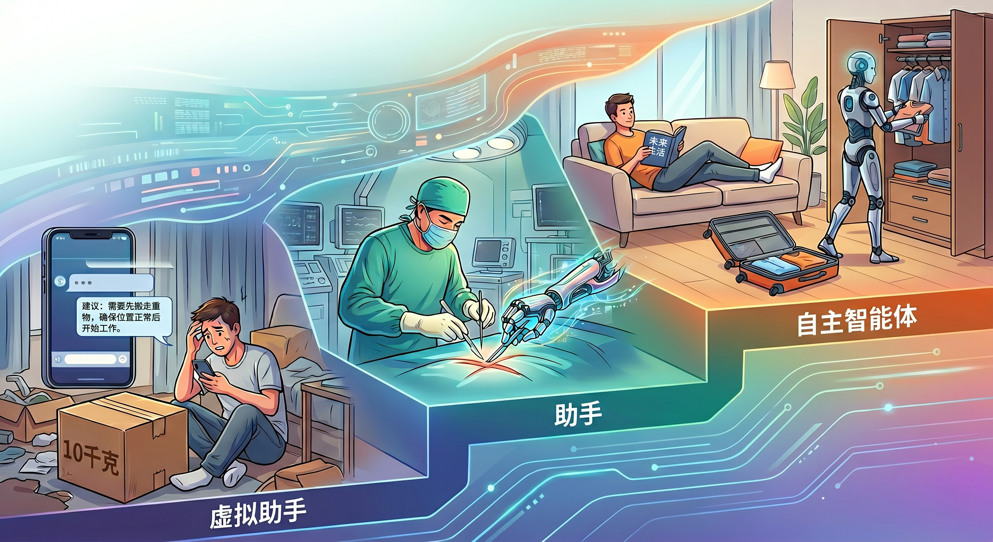 建议：需要先搬走重
物，确保位置正常后
开始工作。
10千克
虚拟助手
助手
未来
生活
自主智能体